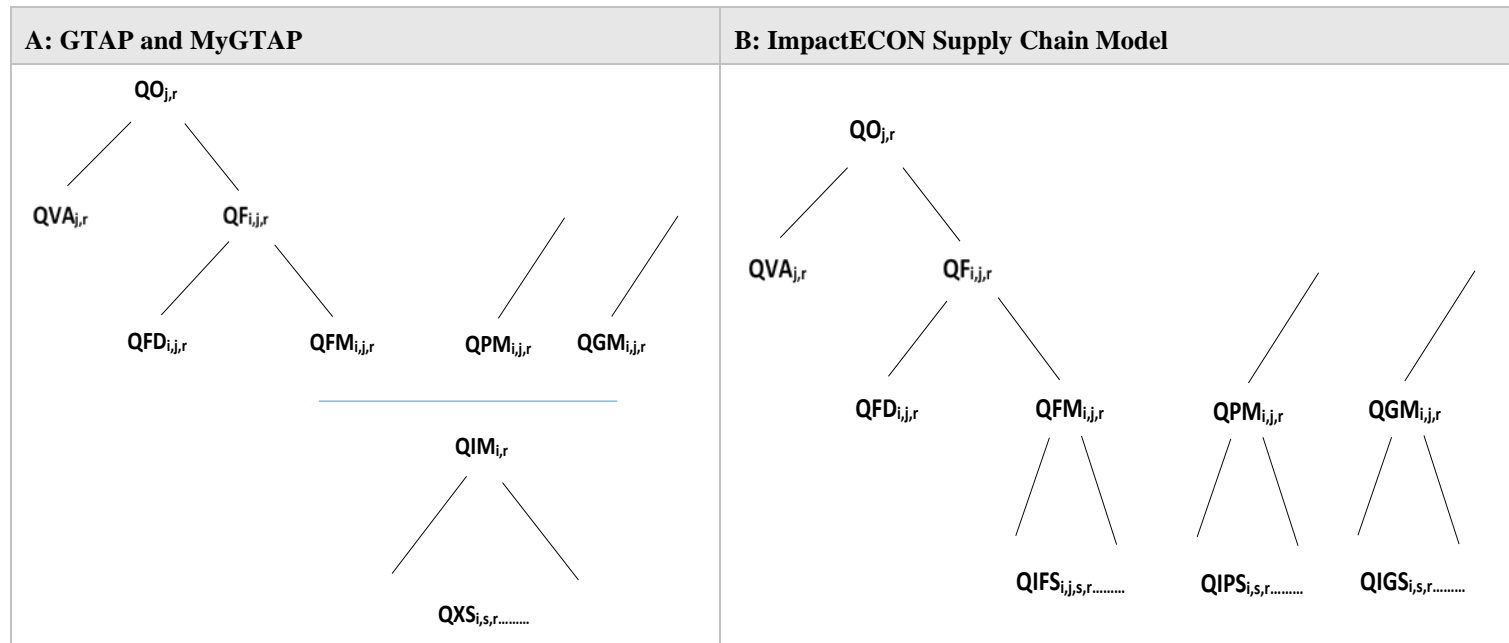 A: GTAP and MyGTAP
QOj,r
QVAj,r QFi,j,r
QFDi,j,r QFMi,j,r QPMi,j,r QGMi,j,r
QIMi,r
QXSi,s,r………
B: ImpactECON Supply Chain Model
QOj,r
QVAj,r QFi,j,r
QFDi,j,r QFMi,j,r QPMi,j,r QGMi,j,r
QIFSi,j,s,r……… QIPSi,s,r……… QIGSi,s,r………